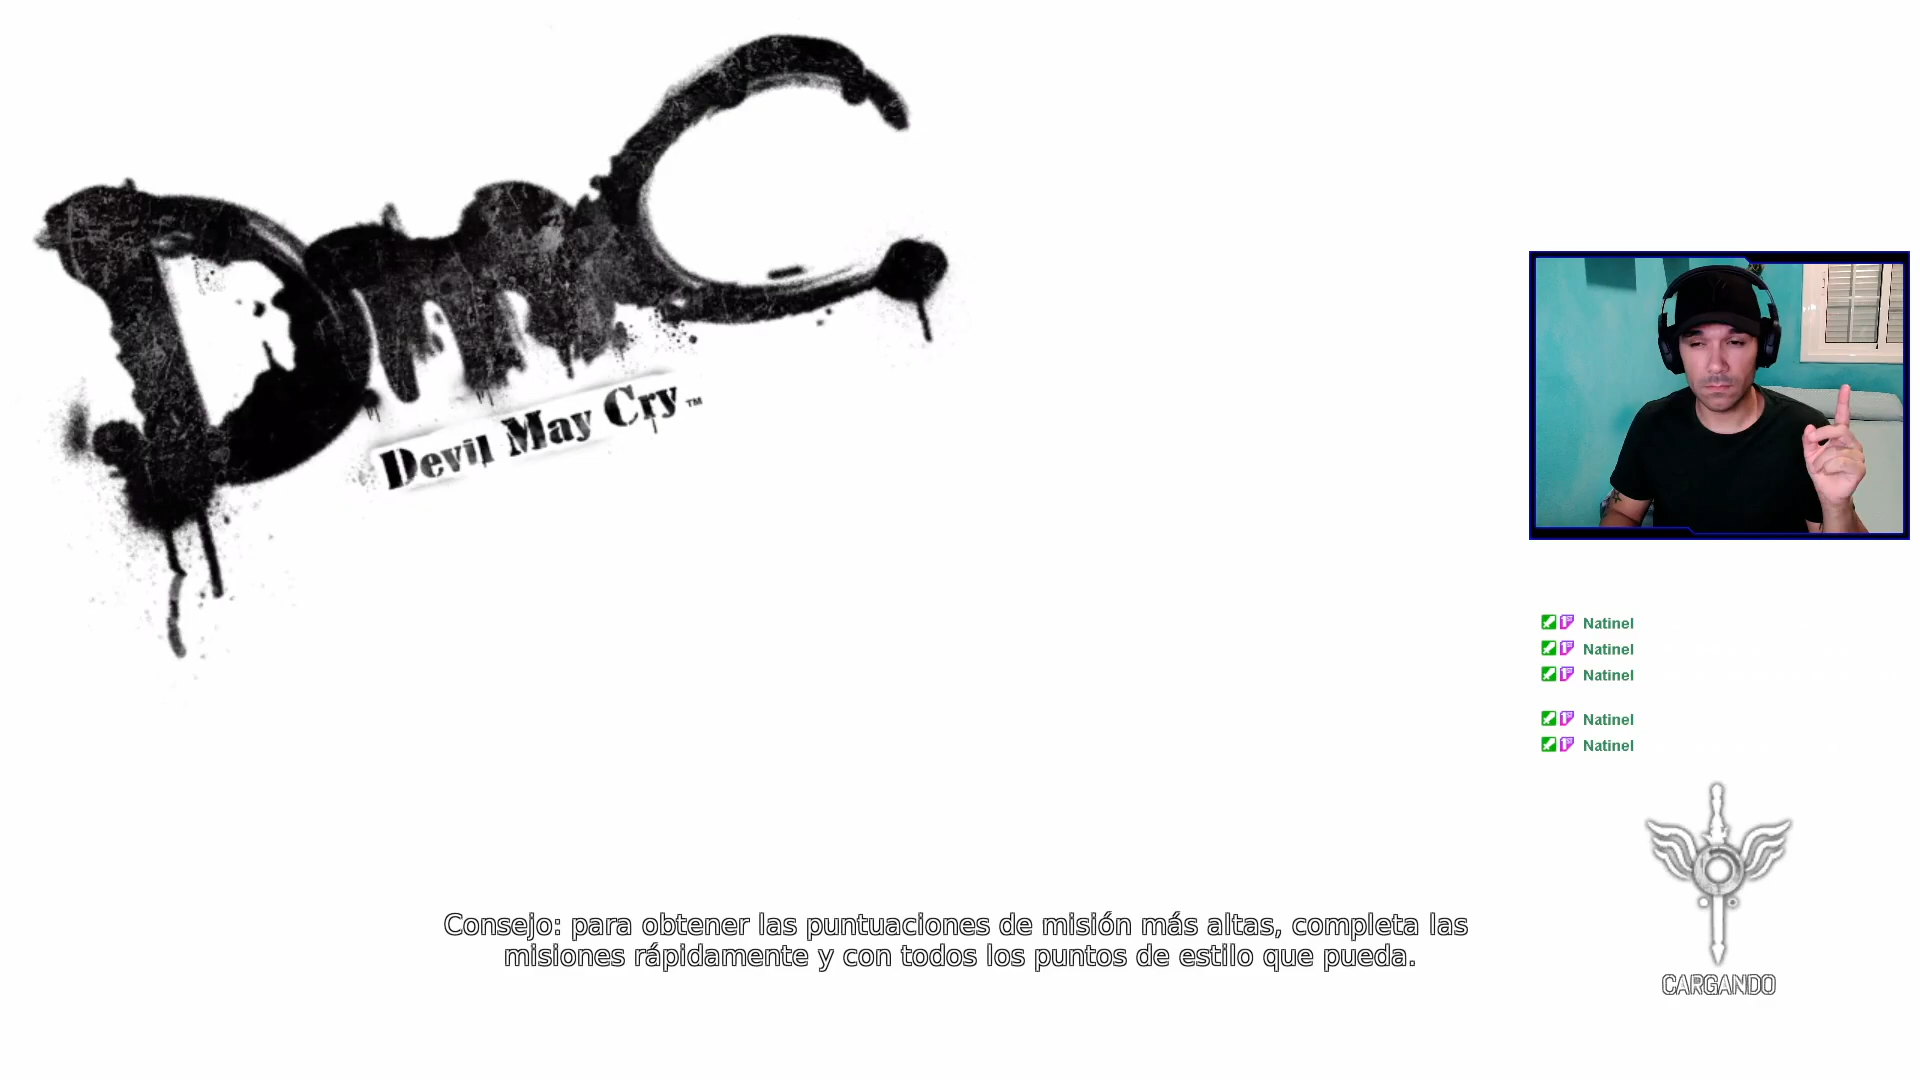 DmC
Devil May Cry™
Natinel
Natinel
Natinel
Natinel
Natinel
Consejo: para obtener las puntuaciones de misión más altas, completa las
misiones rápidamente y con todos los puntos de estilo que pueda.
CARGANDO